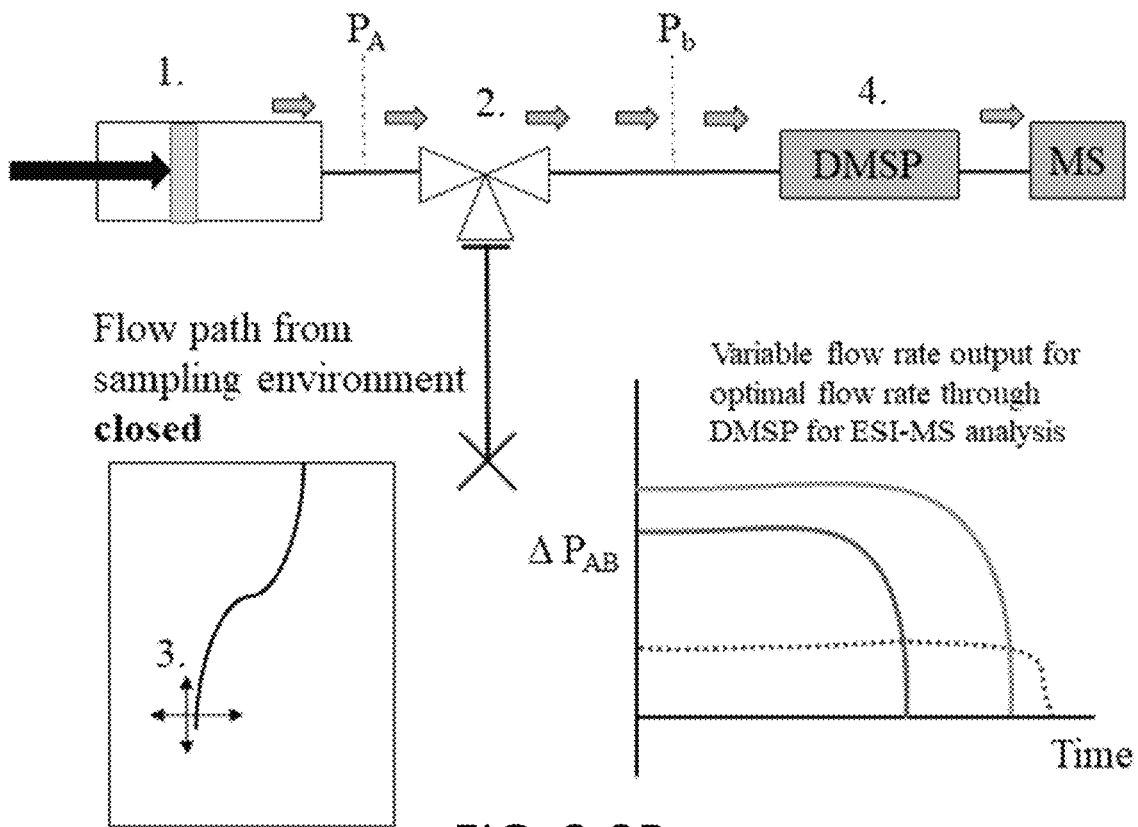 P_A
P_b
1.
2.
4.
DMSP
MS
Flow path from
sampling environment
closed
Variable flow rate output for
optimal flow rate through
DMSP for ESI-MS analysis
Δ P_AB
3.
Time